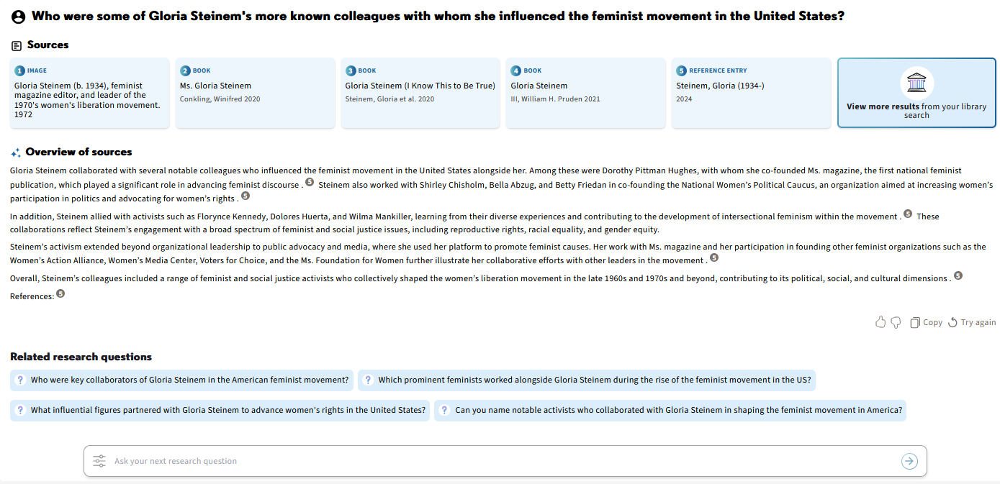 Who were some of Gloria Steinem's more known colleagues with whom she influenced the feminist movement in the United States?
Sources
1 IMAGE
Gloria Steinem (b. 1934), feminist
magazine editor, and leader of the
1970's women's liberation movement.
1972
2 BOOK
Ms. Gloria Steinem
Conkling, Winifred 2020
3 BOOK
Gloria Steinem (I Know This to Be True)
Steinem, Gloria et al. 2020
4 BOOK
Gloria Steinem
III, William H. Pruden 2021
5 REFERENCE ENTRY
Steinem, Gloria (1934-)
2024
View more results from your library
search
Overview of sources
Gloria Steinem collaborated with several notable colleagues who influenced the feminist movement in the United States alongside her. Among these were Dorothy Pittman Hughes, with whom she co-founded Ms. magazine, the first national feminist
publication, which played a significant role in advancing feminist discourse . 5 Steinem also worked with Shirley Chisholm, Bella Abzug, and Betty Friedan in co-founding the National Women’s Political Caucus, an organization aimed at increasing women’s
participation in politics and advocating for women’s rights . 5
In addition, Steinem allied with activists such as Florynce Kennedy, Dolores Huerta, and Wilma Mankiller, learning from their diverse experiences and contributing to the development of intersectional feminism within the movement . 5 These
collaborations reflect Steinem’s engagement with a broad spectrum of feminist and social justice issues, including reproductive rights, racial equality, and gender equity.
Steinem’s activism extended beyond organizational leadership to public advocacy and media, where she used her platform to promote feminist causes. Her work with Ms. magazine and her participation in founding other feminist organizations such as the
Women’s Action Alliance, Women’s Media Center, Voters for Choice, and the Ms. Foundation for Women further illustrate her collaborative efforts with other leaders in the movement . 5
Overall, Steinem’s colleagues included a range of feminist and social justice activists who collectively shaped the women’s liberation movement in the late 1960s and 1970s and beyond, contributing to its political, social, and cultural dimensions . 5
References: 5
Copy Try again
Related research questions
? Who were key collaborators of Gloria Steinem in the American feminist movement?
? Which prominent feminists worked alongside Gloria Steinem during the rise of the feminist movement in the US?
? What influential figures partnered with Gloria Steinem to advance women's rights in the United States?
? Can you name notable activists who collaborated with Gloria Steinem in shaping the feminist movement in America?
Ask your next research question